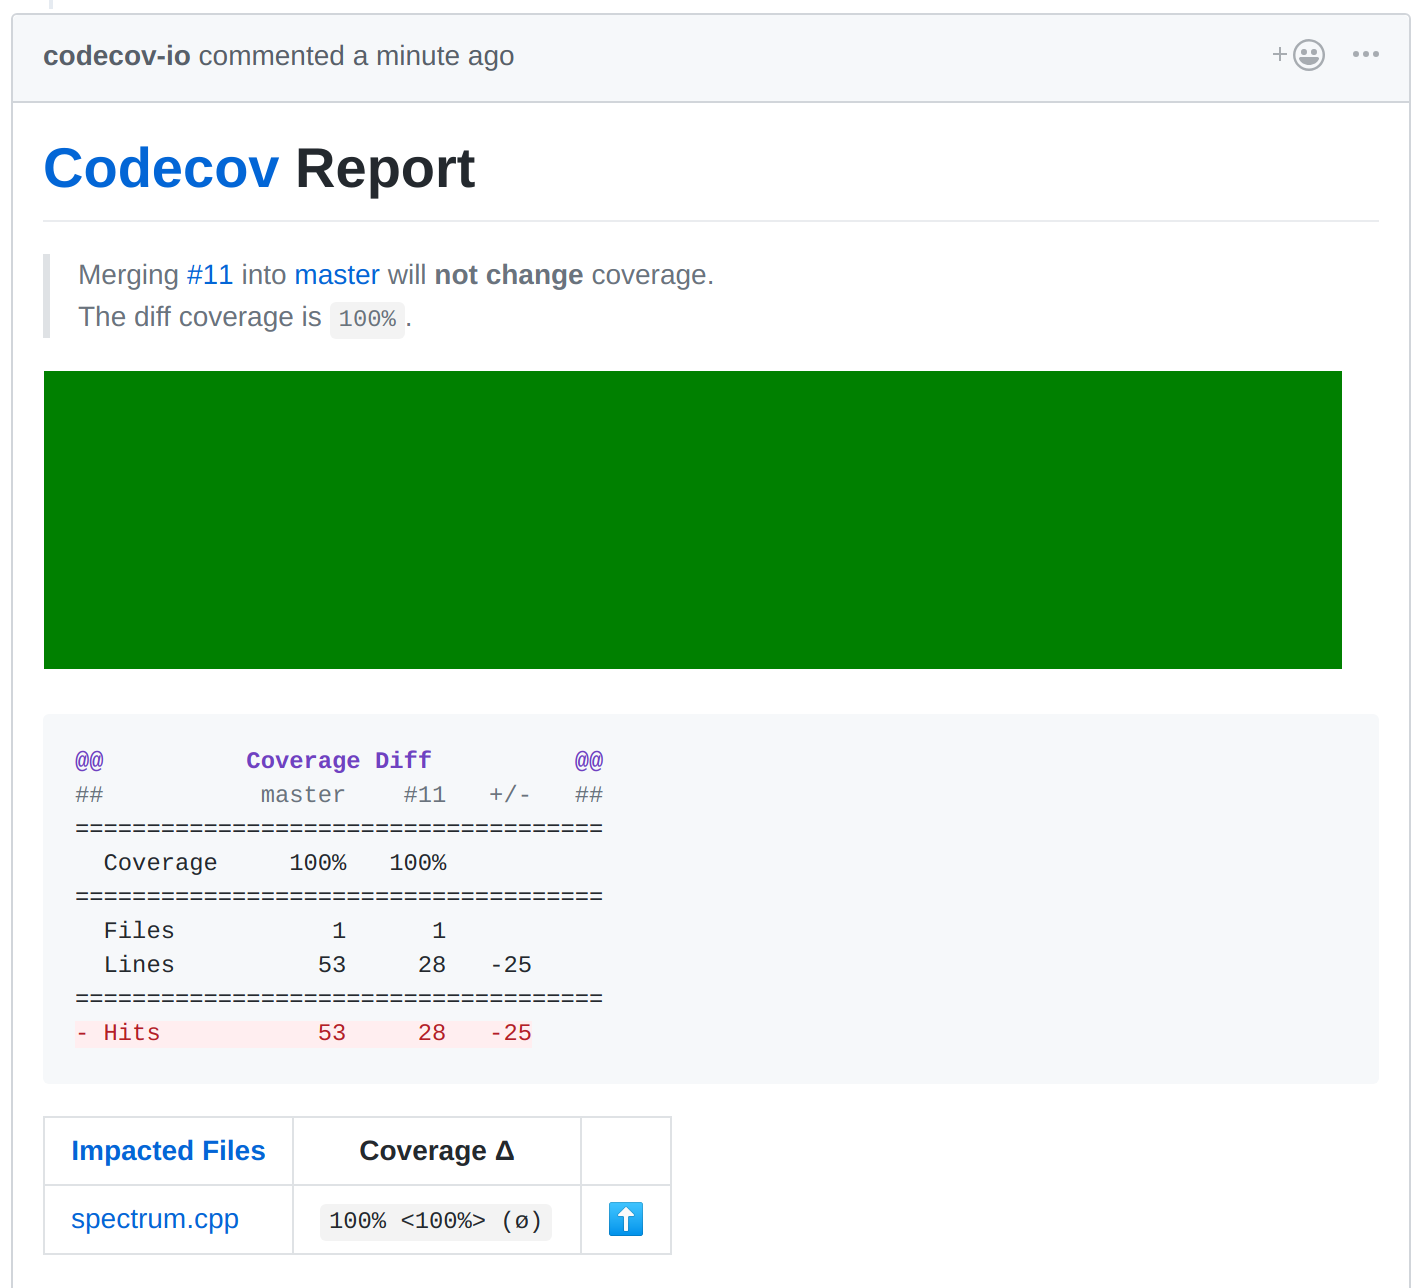 codecov-io commented a minute ago
Codecov Report
Merging #11 into master will not change coverage.
The diff coverage is 100%.
@@          Coverage Diff          @@
##           master    #11   +/-   ##
=====================================
  Coverage     100%   100%
=====================================
  Files           1      1
  Lines          53     28   -25
=====================================
- Hits           53     28   -25
Impacted Files Coverage Δ
spectrum.cpp 100% <100%> (ø)